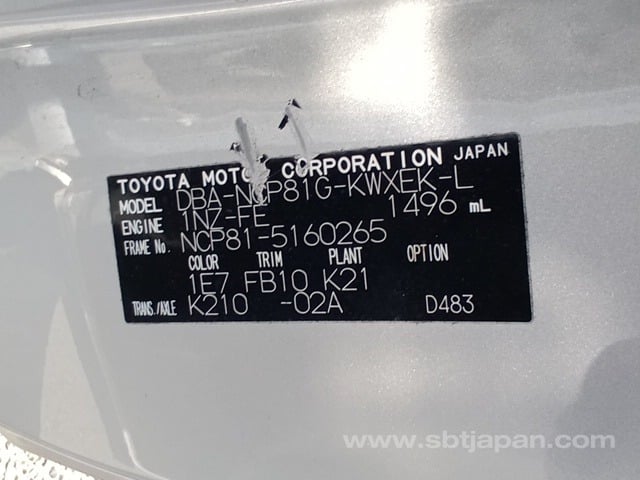 TOYOTA MOTOR CORPORATION JAPAN
MODEL DBA-NCP81G-KWXEK-L
ENGINE 1NZ-FE 1496 mL
FRAME No. NCP81-5160265
COLOR TRIM PLANT OPTION
1E7 FB10 K21
TRANS./AXLE K210 -02A D483
www.sbtjapan.com